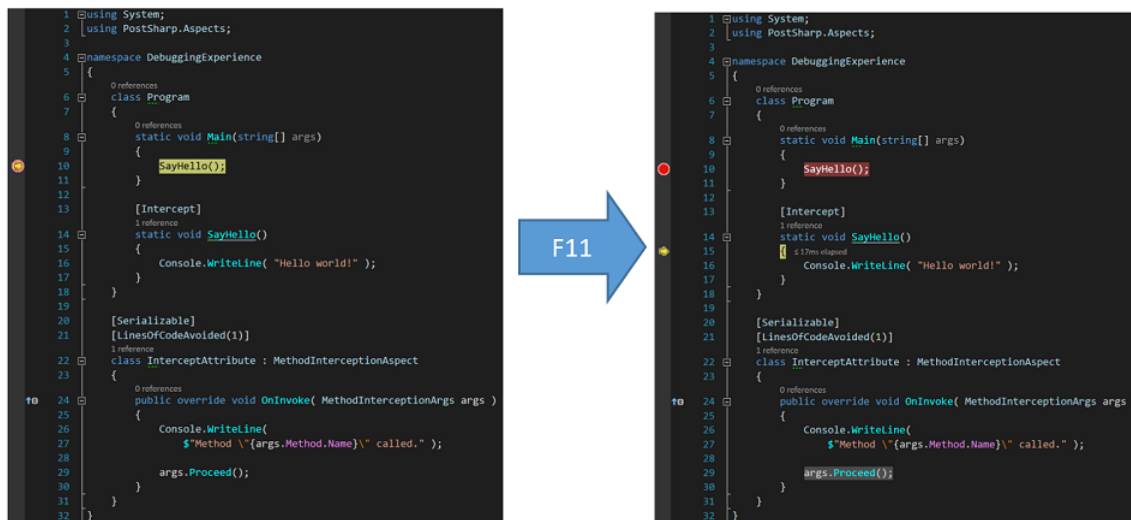 1 using System;
2 using PostSharp.Aspects;
3
4 namespace DebuggingExperience
5 {
0 references
6 class Program
7 {
0 references
8 static void Main(string[] args)
9 {
10 SayHello();
11 }
12
13 [Intercept]
1 reference
14 static void SayHello()
15 {
16 Console.WriteLine( "Hello world!" );
17 }
18 }
19
20 [Serializable]
21 [LinesOfCodeAvoided(1)]
1 reference
22 class InterceptAttribute : MethodInterceptionAspect
23 {
0 references
24 public override void OnInvoke( MethodInterceptionArgs args )
25 {
26 Console.WriteLine(
27 $"Method \"{args.Method.Name}\" called." );
28
29 args.Proceed();
30 }
31 }
32 }
F11
1 using System;
2 using PostSharp.Aspects;
3
4 namespace DebuggingExperience
5 {
0 references
6 class Program
7 {
0 references
8 static void Main(string[] args)
9 {
10 SayHello();
11 }
12
13 [Intercept]
1 reference
14 static void SayHello()
15 { ≤ 17ms elapsed
16 Console.WriteLine( "Hello world!" );
17 }
18 }
19
20 [Serializable]
21 [LinesOfCodeAvoided(1)]
1 reference
22 class InterceptAttribute : MethodInterceptionAspect
23 {
0 references
24 public override void OnInvoke( MethodInterceptionArgs args
25 {
26 Console.WriteLine(
27 $"Method \"{args.Method.Name}\" called." );
28
29 args.Proceed();
30 }
31 }
32 }